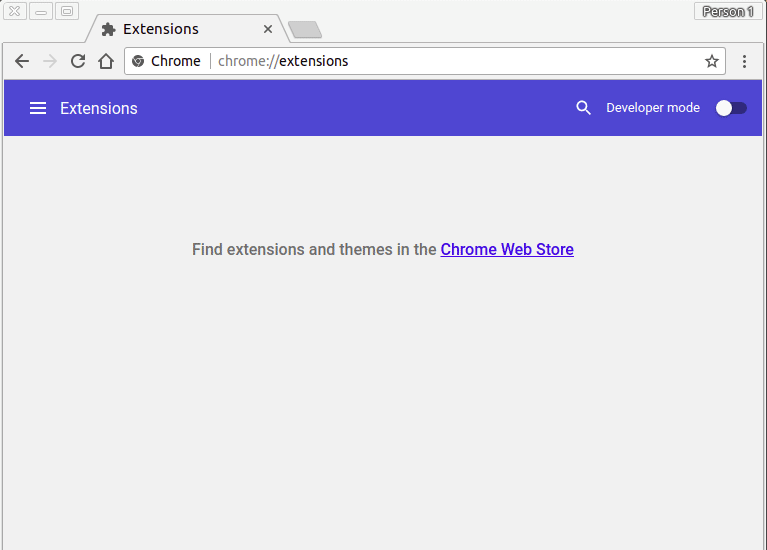 Person 1
Extensions
Chrome chrome://extensions
Extensions Developer mode
Find extensions and themes in the Chrome Web Store